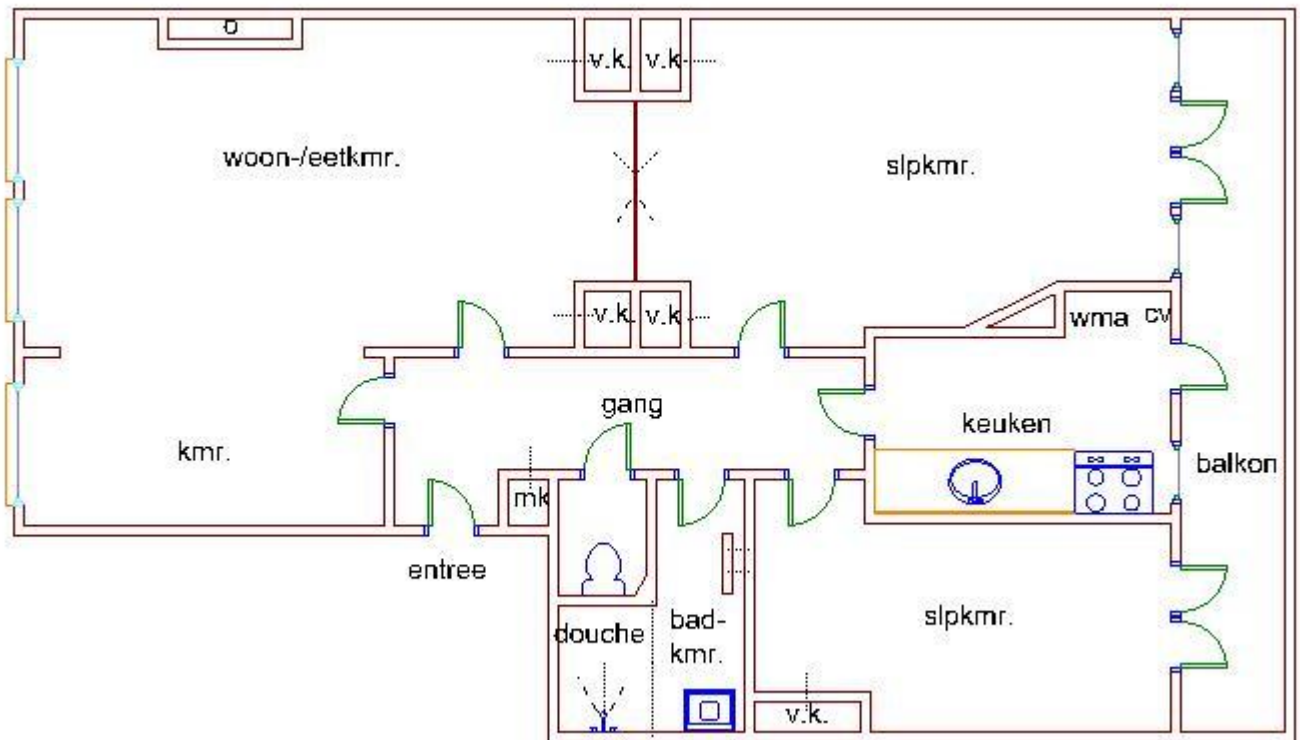 o
v.k.
v.k
woon-/eetkmr.
slpkmr.
v.k.
v.k
wma
cv
gang
keuken
kmr.
balkon
mk
entree
douche
bad-
kmr.
slpkmr.
v.k.